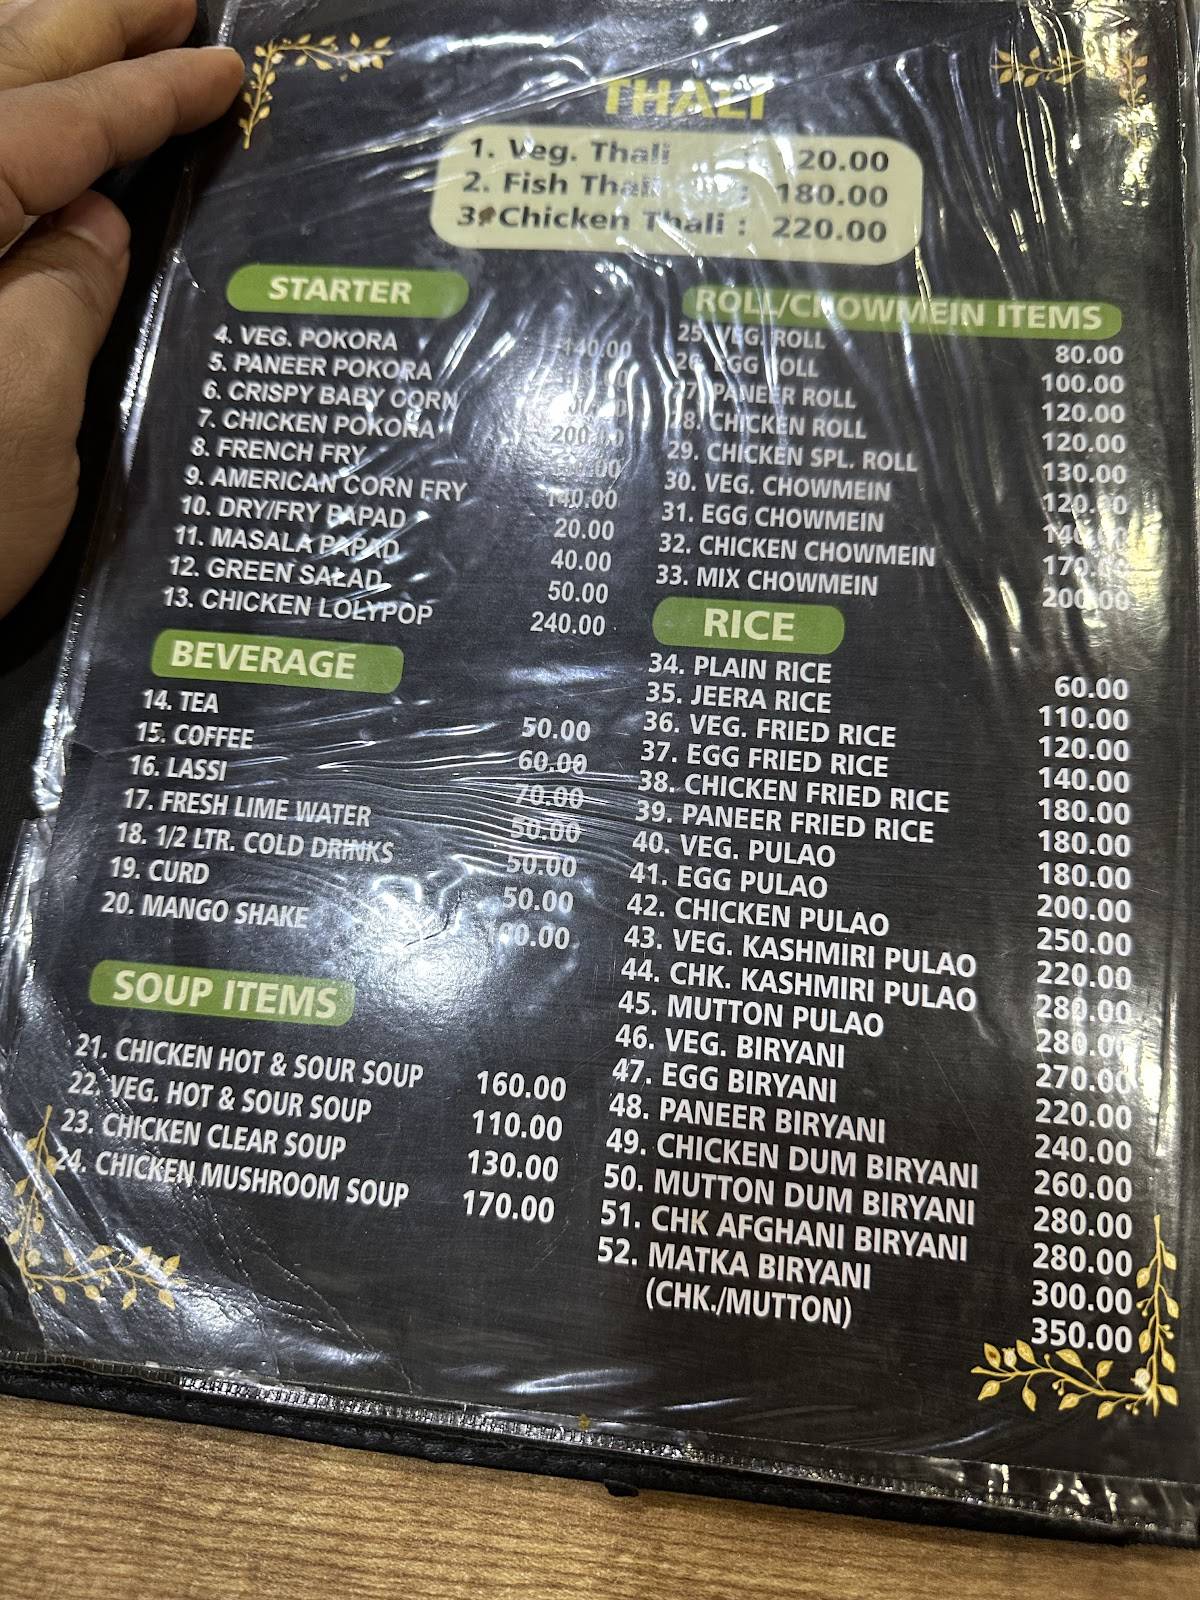 THALI
1. Veg. Thali : 20.00
2. Fish Thali : 180.00
3. Chicken Thali : 220.00
STARTER
4. VEG. POKORA 140.00
5. PANEER POKORA
6. CRISPY BABY CORN
7. CHICKEN POKORA 200.00
8. FRENCH FRY
9. AMERICAN CORN FRY 140.00
10. DRY/FRY PAPAD 20.00
11. MASALA PAPAD 40.00
12. GREEN SALAD 50.00
13. CHICKEN LOLYPOP 240.00
BEVERAGE
14. TEA 50.00
15. COFFEE 60.00
16. LASSI 70.00
17. FRESH LIME WATER 50.00
18. 1/2 LTR. COLD DRINKS 50.00
19. CURD 50.00
20. MANGO SHAKE
SOUP ITEMS
21. CHICKEN HOT & SOUR SOUP 160.00
22. VEG. HOT & SOUR SOUP 110.00
23. CHICKEN CLEAR SOUP 130.00
24. CHICKEN MUSHROOM SOUP 170.00
ROLL/CHOWMEIN ITEMS
25. VEG. ROLL 80.00
26. EGG ROLL 100.00
27. PANEER ROLL 120.00
28. CHICKEN ROLL 120.00
29. CHICKEN SPL. ROLL 130.00
30. VEG. CHOWMEIN 120.00
31. EGG CHOWMEIN 140.00
32. CHICKEN CHOWMEIN 170.00
33. MIX CHOWMEIN 200.00
RICE
34. PLAIN RICE 60.00
35. JEERA RICE 110.00
36. VEG. FRIED RICE 120.00
37. EGG FRIED RICE 140.00
38. CHICKEN FRIED RICE 180.00
39. PANEER FRIED RICE 180.00
40. VEG. PULAO 180.00
41. EGG PULAO 200.00
42. CHICKEN PULAO 250.00
43. VEG. KASHMIRI PULAO 220.00
44. CHK. KASHMIRI PULAO 280.00
45. MUTTON PULAO 280.00
46. VEG. BIRYANI 270.00
47. EGG BIRYANI 220.00
48. PANEER BIRYANI 240.00
49. CHICKEN DUM BIRYANI 260.00
50. MUTTON DUM BIRYANI 280.00
51. CHK AFGHANI BIRYANI 280.00
52. MATKA BIRYANI 300.00
(CHK./MUTTON) 350.00